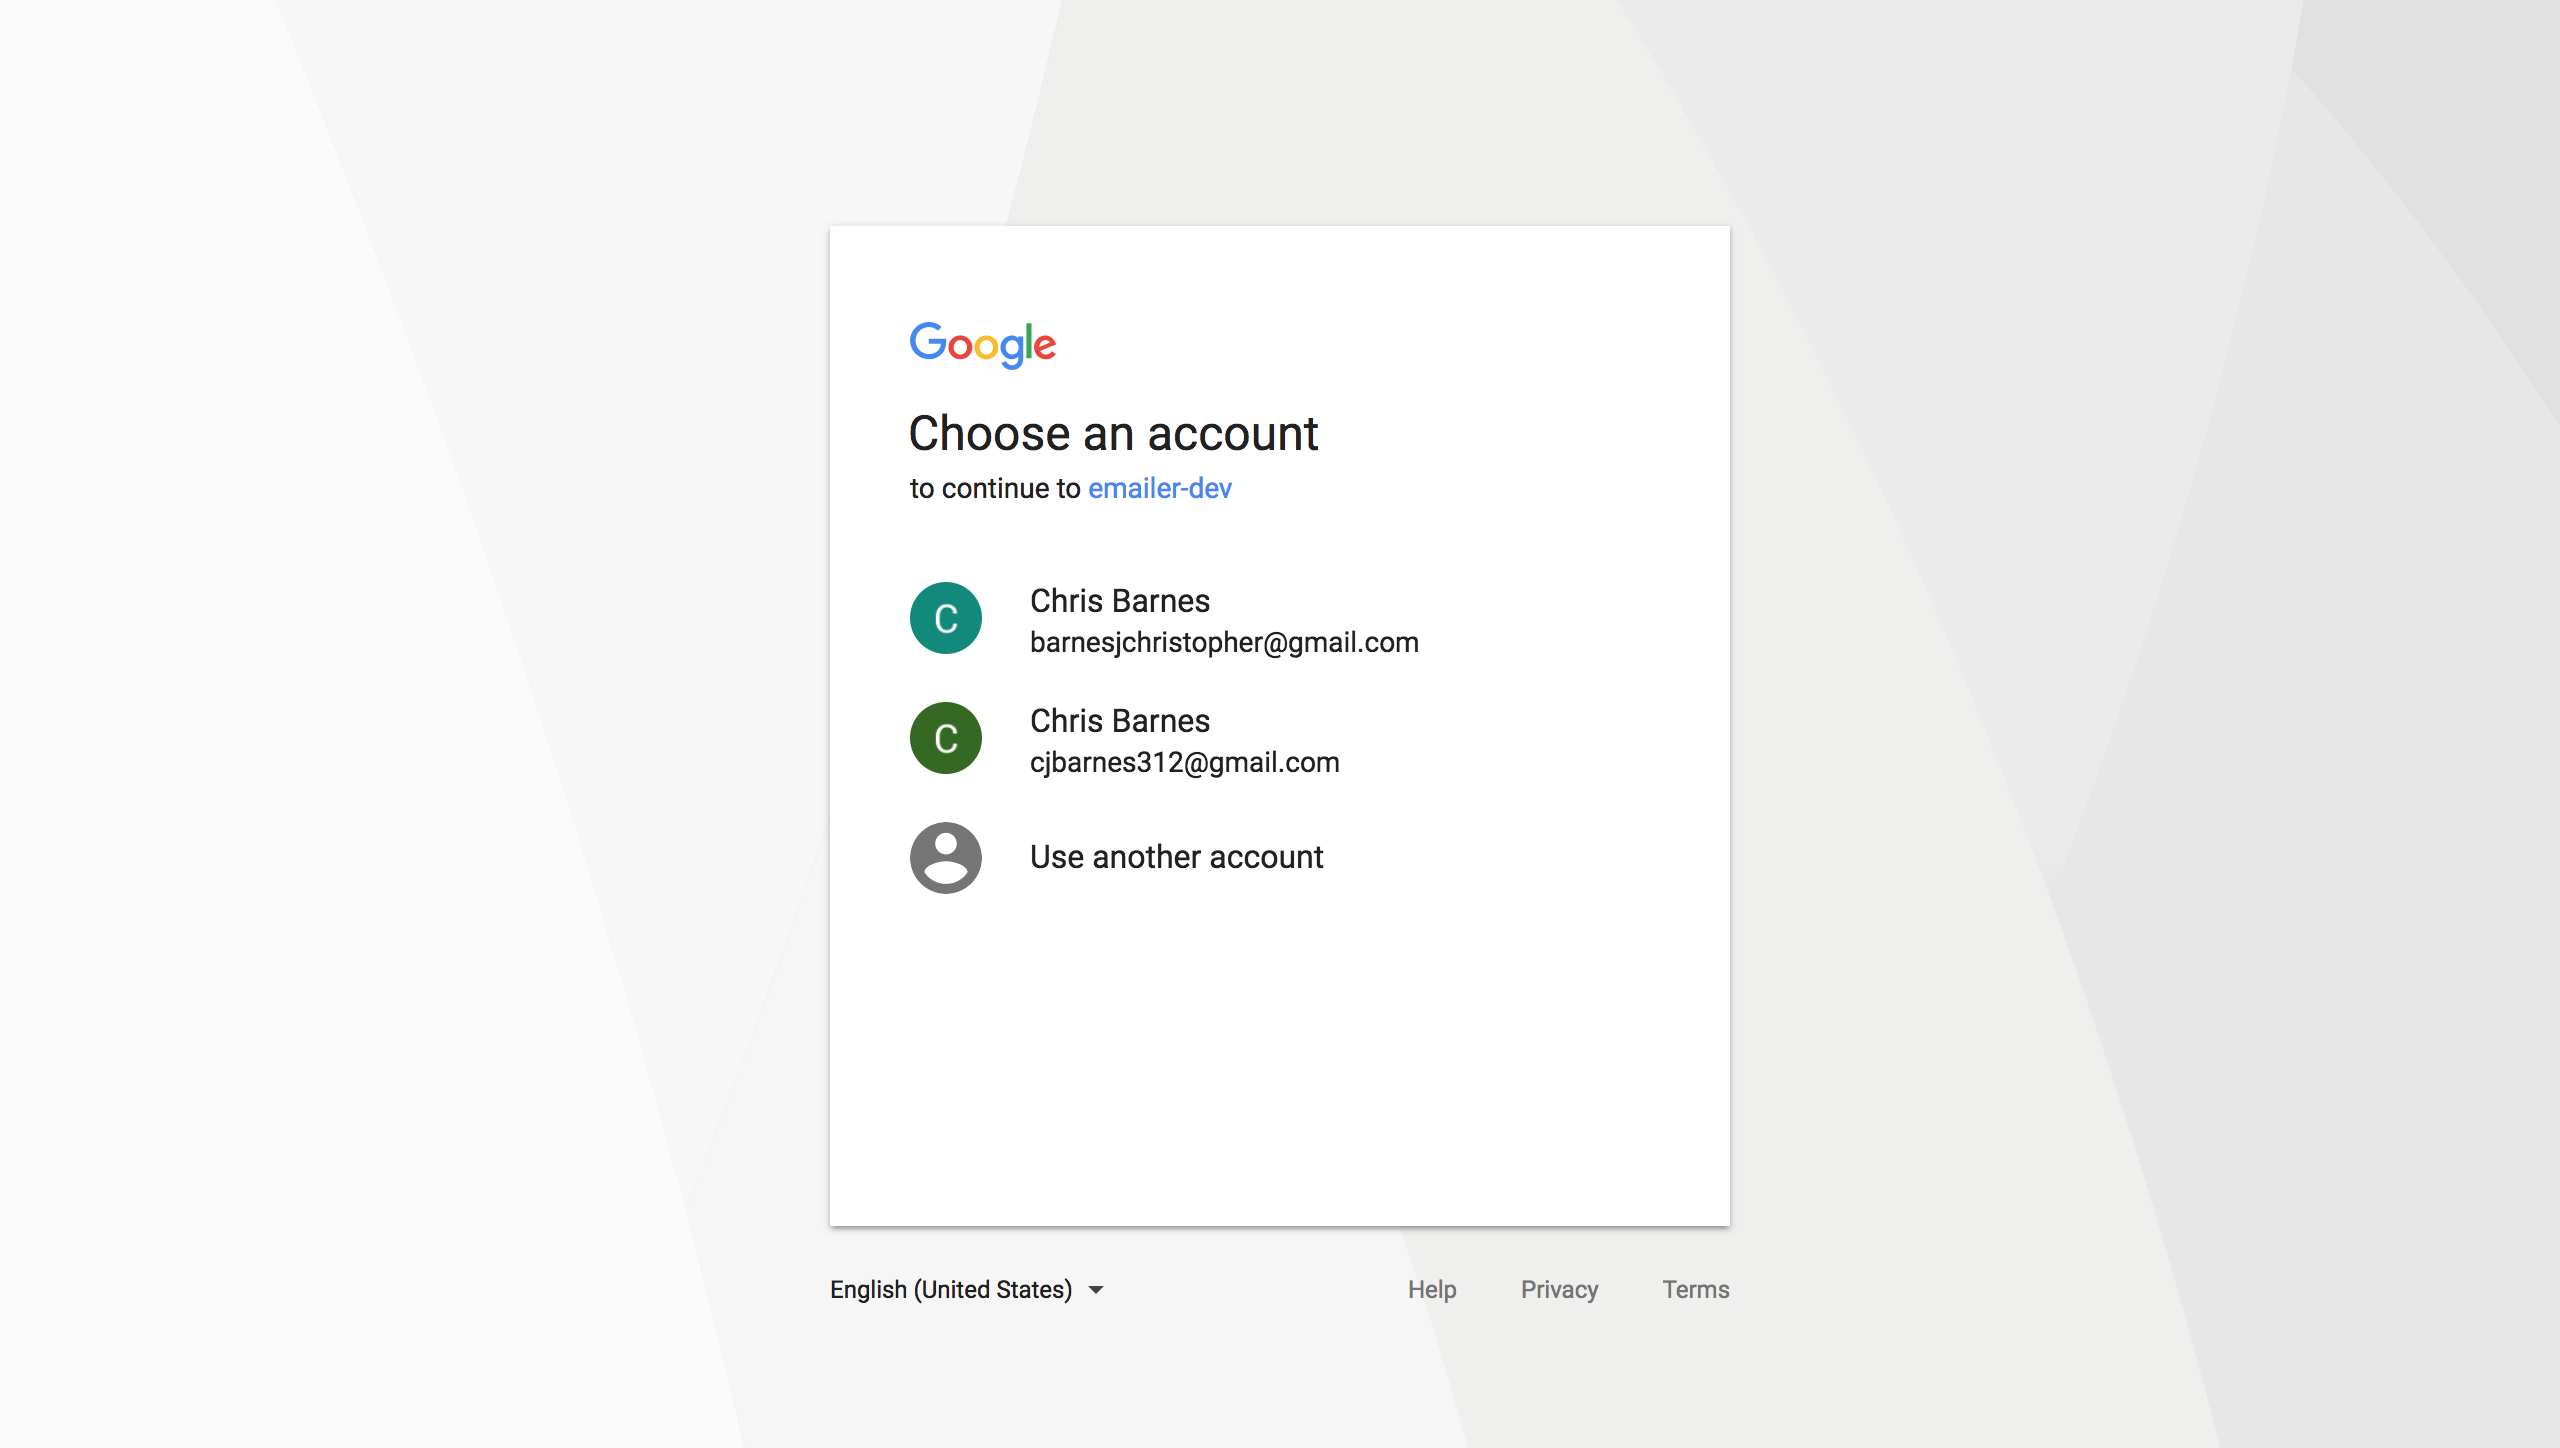 Google
Choose an account
to continue to emailer-dev
C
Chris Barnes
barnesjchristopher@gmail.com
C
Chris Barnes
cjbarnes312@gmail.com
Use another account
English (United States)
Help Privacy Terms